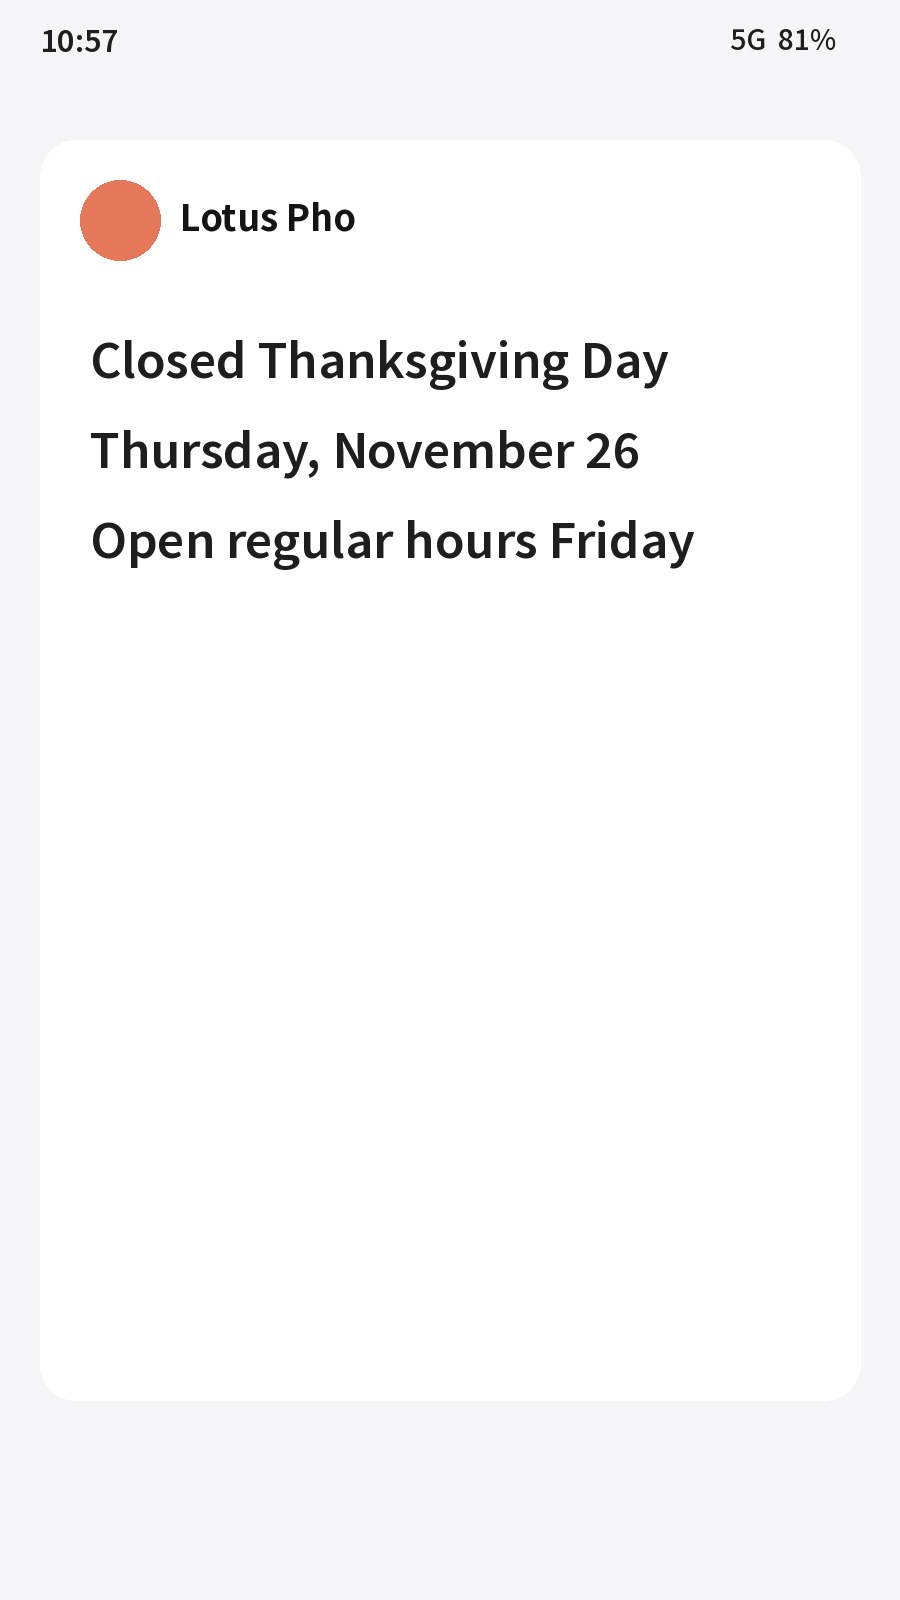 10:57
5G 81%
Lotus Pho
Closed Thanksgiving Day
Thursday, November 26
Open regular hours Friday